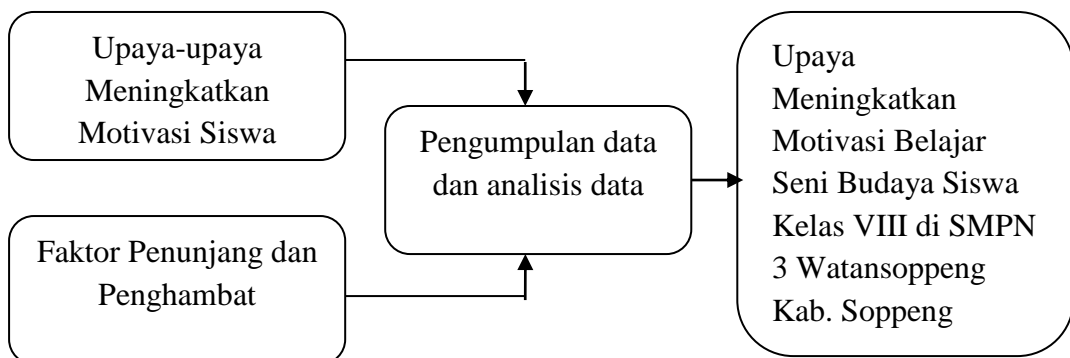 Upaya-upaya
Meningkatkan
Motivasi Siswa
Faktor Penunjang dan
Penghambat
Pengumpulan data
dan analisis data
Upaya
Meningkatkan
Motivasi Belajar
Seni Budaya Siswa
Kelas VIII di SMPN
3 Watansoppeng
Kab. Soppeng